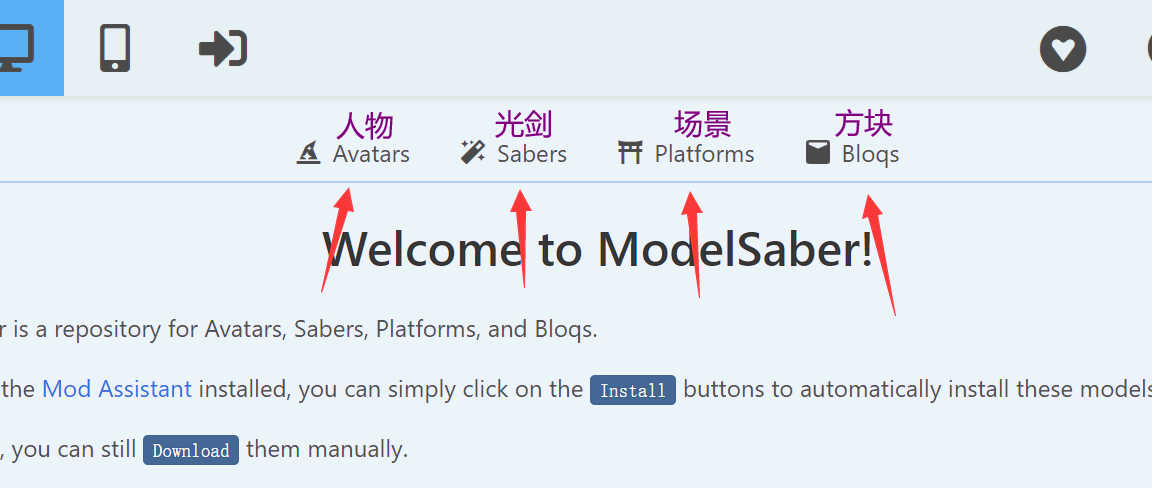 人物 光剑 场景 方块
Avatars Sabers Platforms Bloqs
Welcome to ModelSaber!
is a repository for Avatars, Sabers, Platforms, and Bloqs.
the Mod Assistant installed, you can simply click on the Install buttons to automatically install these models
, you can still Download them manually.